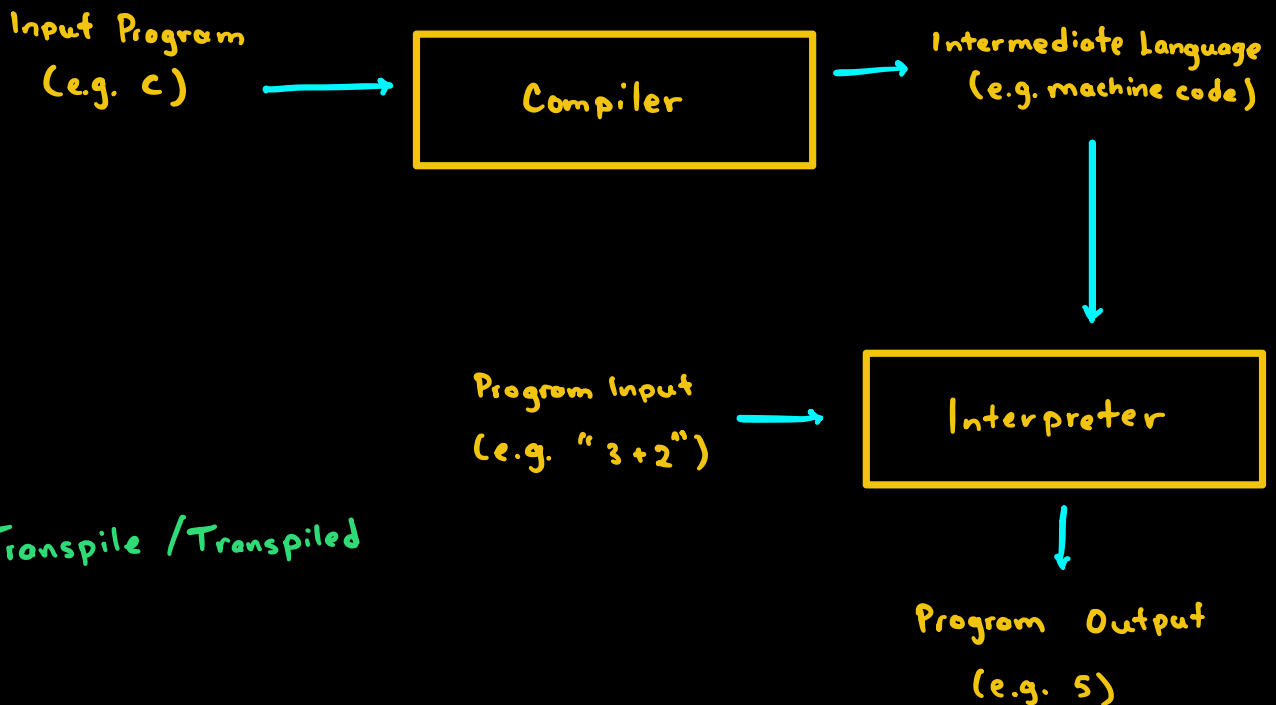 Input Program
(e.g. C)
Compiler
Intermediate Language
(e.g. machine code)
Program Input
(e.g. "3+2")
Interpreter
Transpile / Transpiled
Program Output
(e.g. 5)